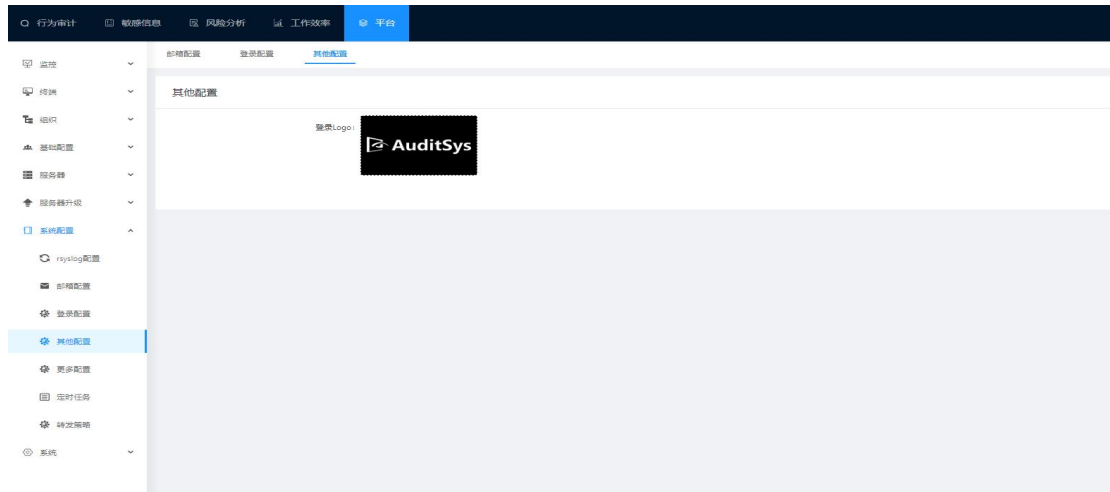 行为审计 敏感信息 风险分析 工作效率 平台
邮箱配置 登录配置 其他配置
监控
终端
组织
基础配置
服务器
服务器升级
系统配置
rsyslog配置
邮箱配置
登录配置
其他配置
更多配置
定时任务
转发策略
系统
其他配置
登录Logo:
AuditSys